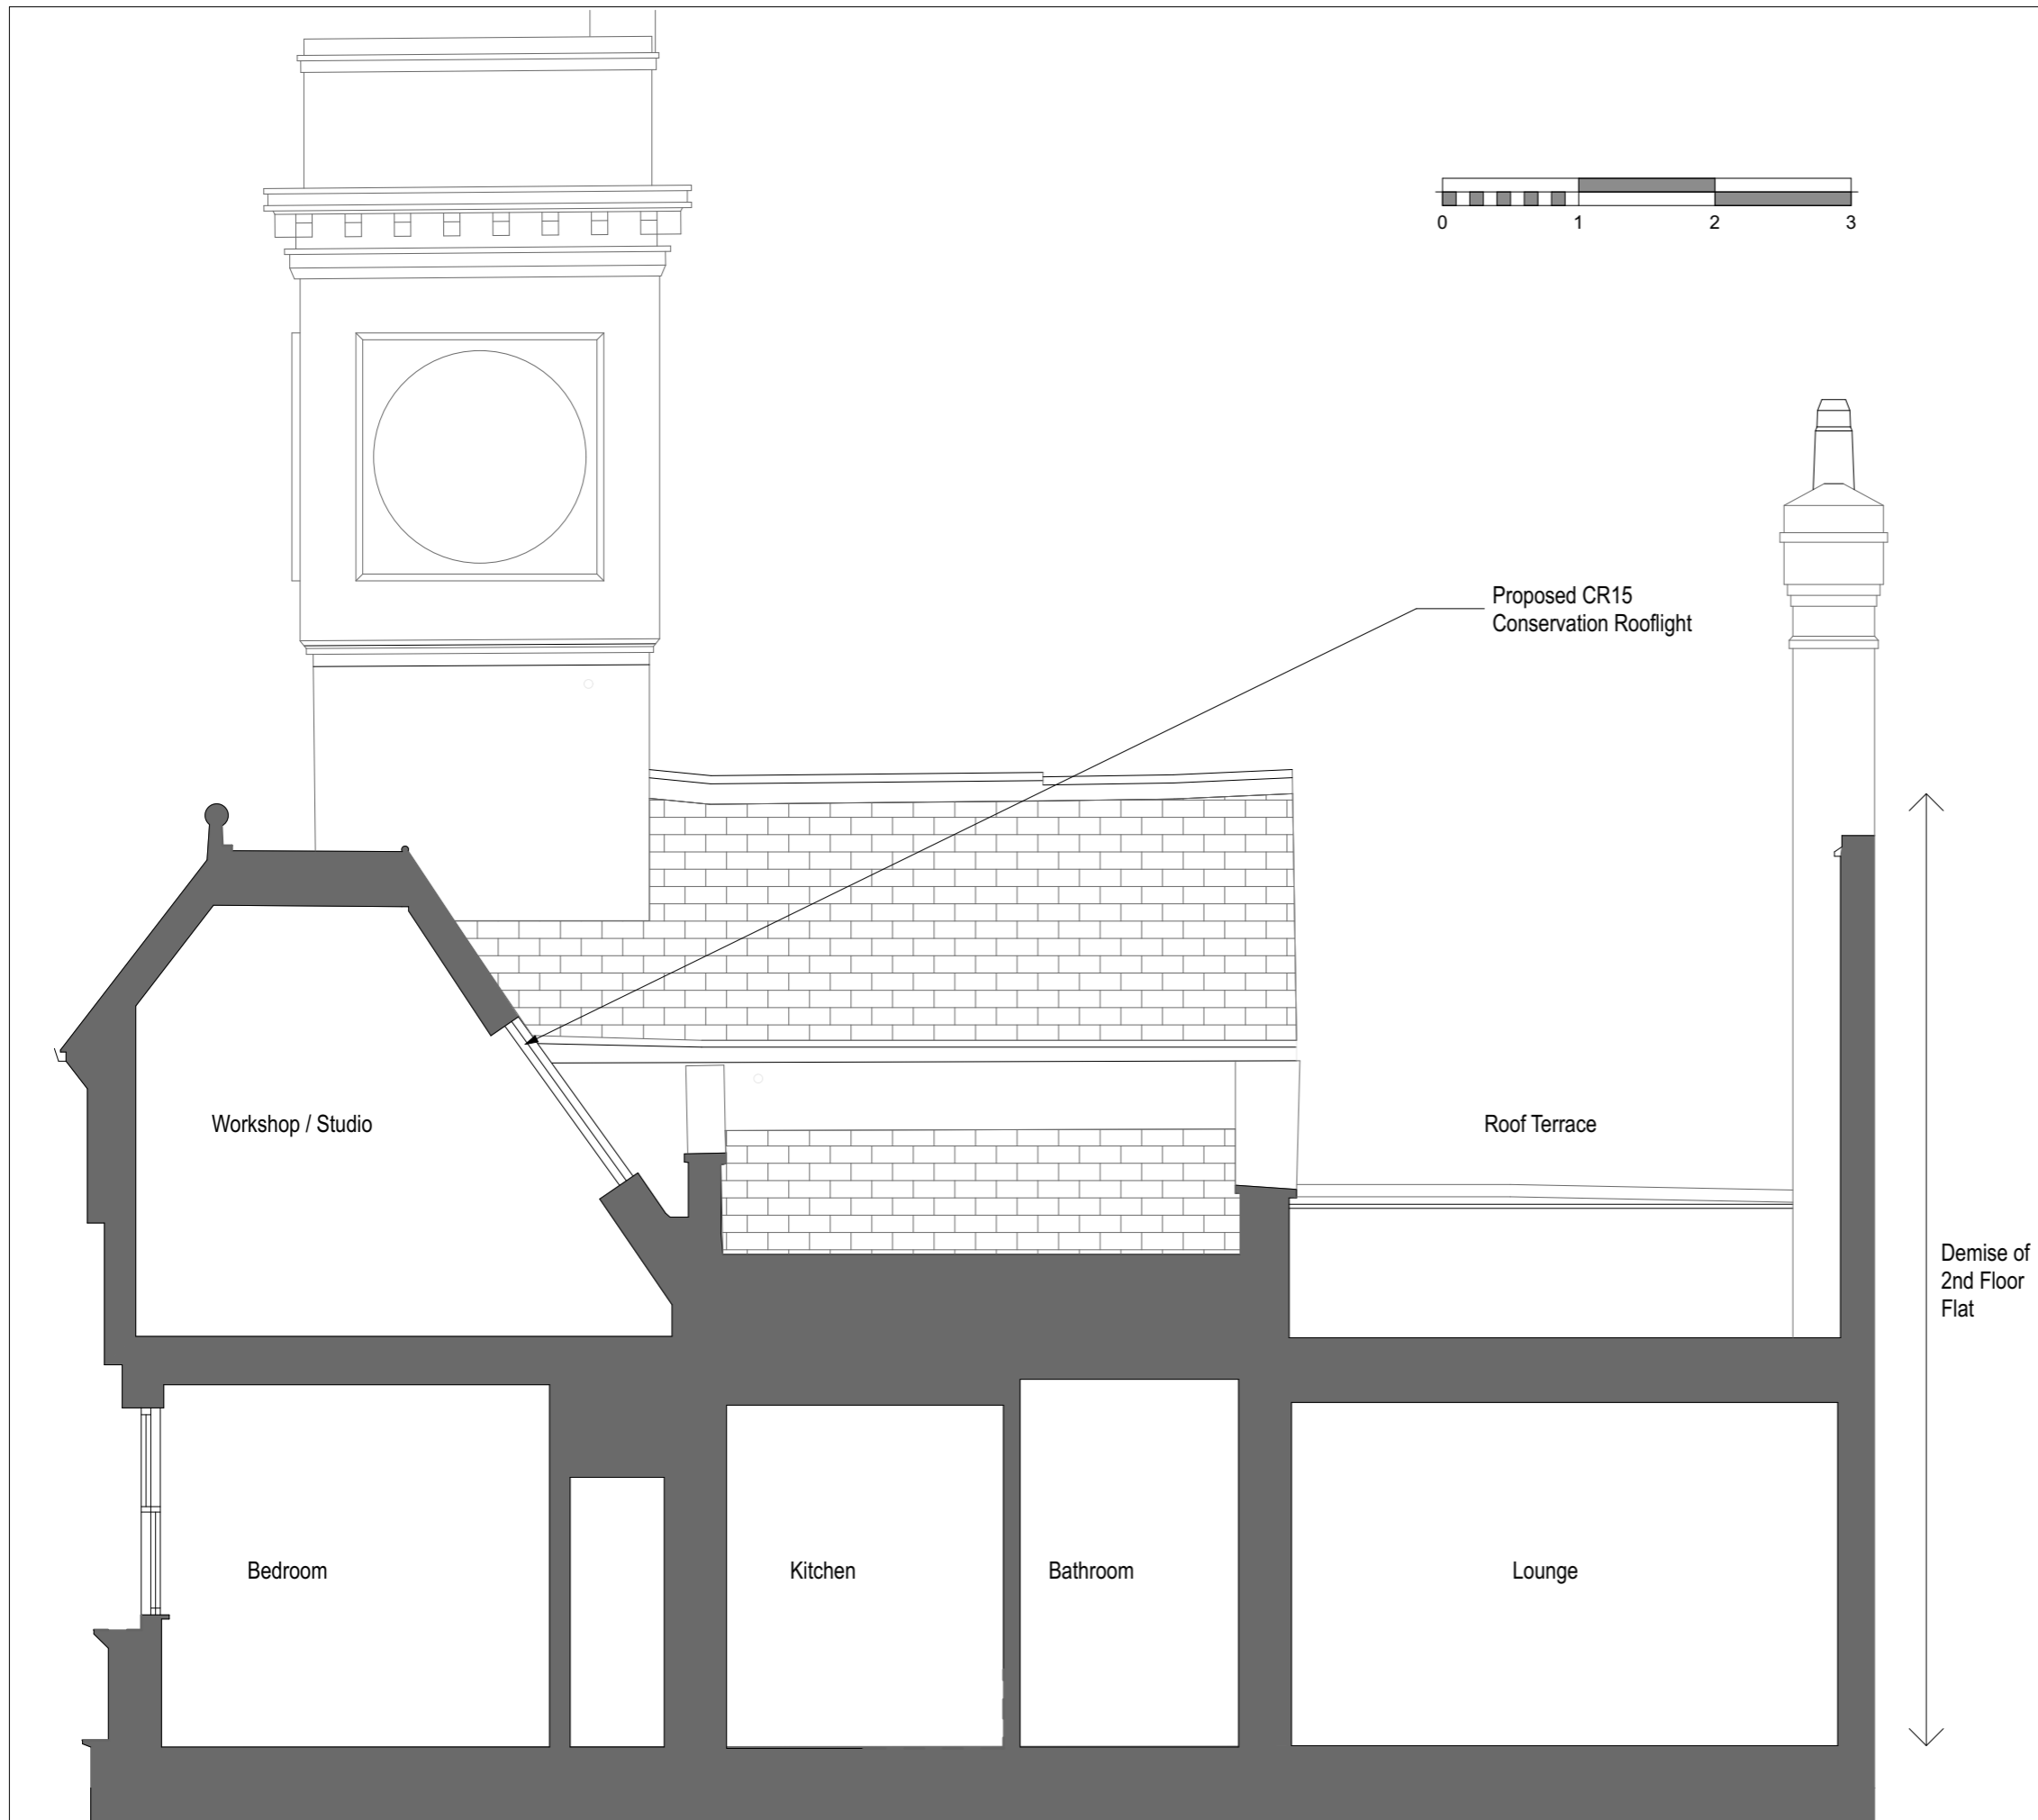 0 1 2 3
Proposed CR15
Conservation Rooflight
Workshop / Studio
Roof Terrace
Demise of
2nd Floor
Flat
Bedroom
Kitchen
Bathroom
Lounge